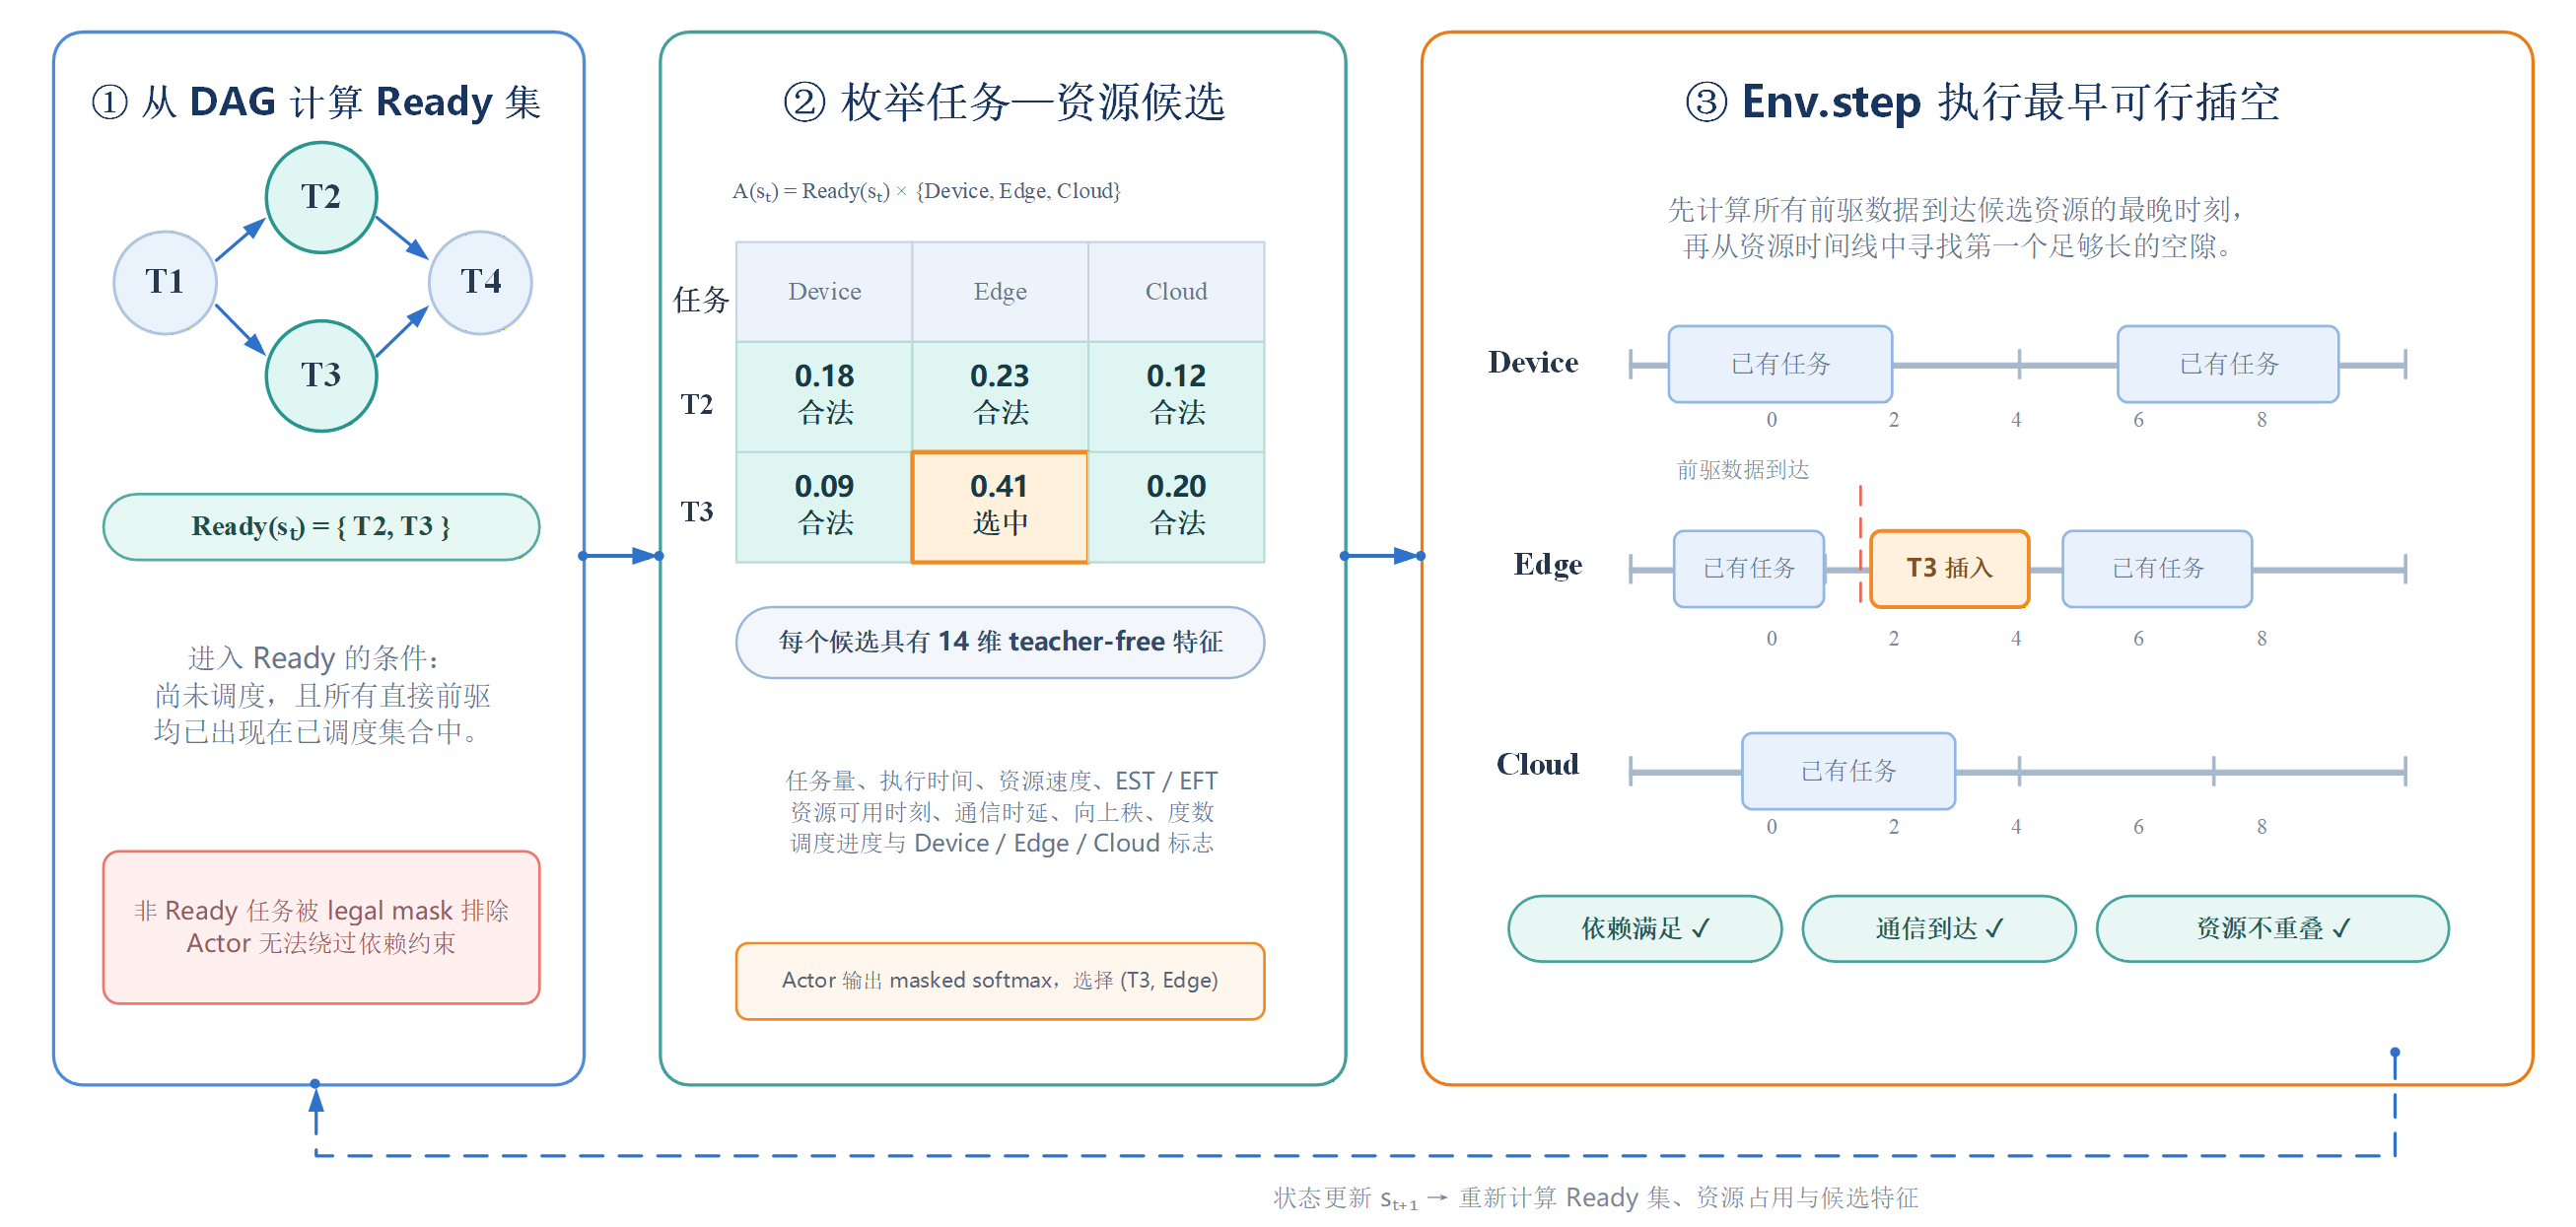 ① 从 DAG 计算 Ready 集
T2
T1
T4
T3
Ready(sₜ) = { T2, T3 }
进入 Ready 的条件：
尚未调度，且所有直接前驱
均已出现在已调度集合中。
非 Ready 任务被 legal mask 排除
Actor 无法绕过依赖约束
② 枚举任务—资源候选
A(sₜ) = Ready(sₜ) × {Device, Edge, Cloud}
任务 Device Edge Cloud
T2 0.18 合法 0.23 合法 0.12 合法
T3 0.09 合法 0.41 选中 0.20 合法
每个候选具有 14 维 teacher-free 特征
任务量、执行时间、资源速度、EST / EFT
资源可用时刻、通信时延、向上秩、度数
调度进度与 Device / Edge / Cloud 标志
Actor 输出 masked softmax，选择 (T3, Edge)
③ Env.step 执行最早可行插空
先计算所有前驱数据到达候选资源的最晚时刻，
再从资源时间线中寻找第一个足够长的空隙。
Device 已有任务 已有任务
0 2 4 6 8
前驱数据到达
Edge 已有任务 T3 插入 已有任务
0 2 4 6 8
Cloud 已有任务
0 2 4 6 8
依赖满足 ✓ 通信到达 ✓ 资源不重叠 ✓
状态更新 sₜ₊₁ → 重新计算 Ready 集、资源占用与候选特征